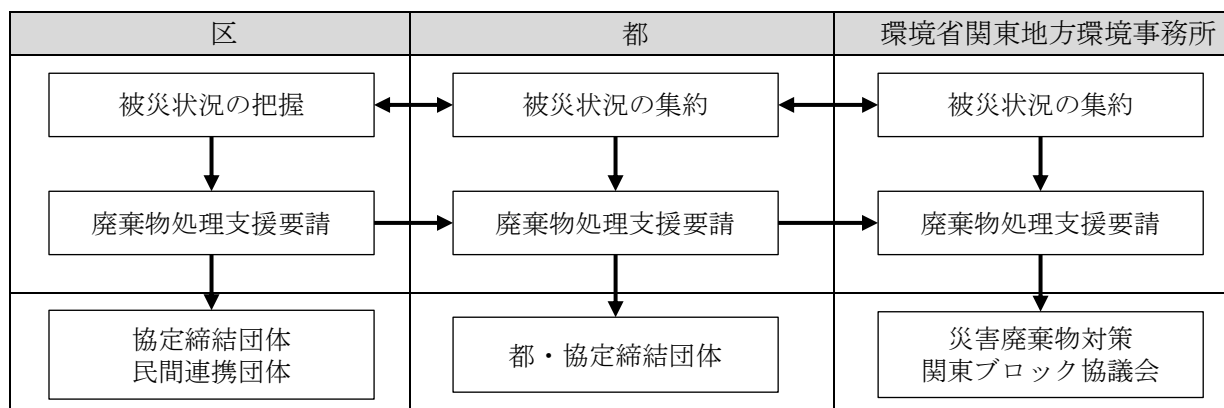 区
都
環境省関東地方環境事務所
被災状況の把握
被災状況の集約
被災状況の集約
廃棄物処理支援要請
廃棄物処理支援要請
廃棄物処理支援要請
協定締結団体
民間連携団体
都・協定締結団体
災害廃棄物対策
関東ブロック協議会